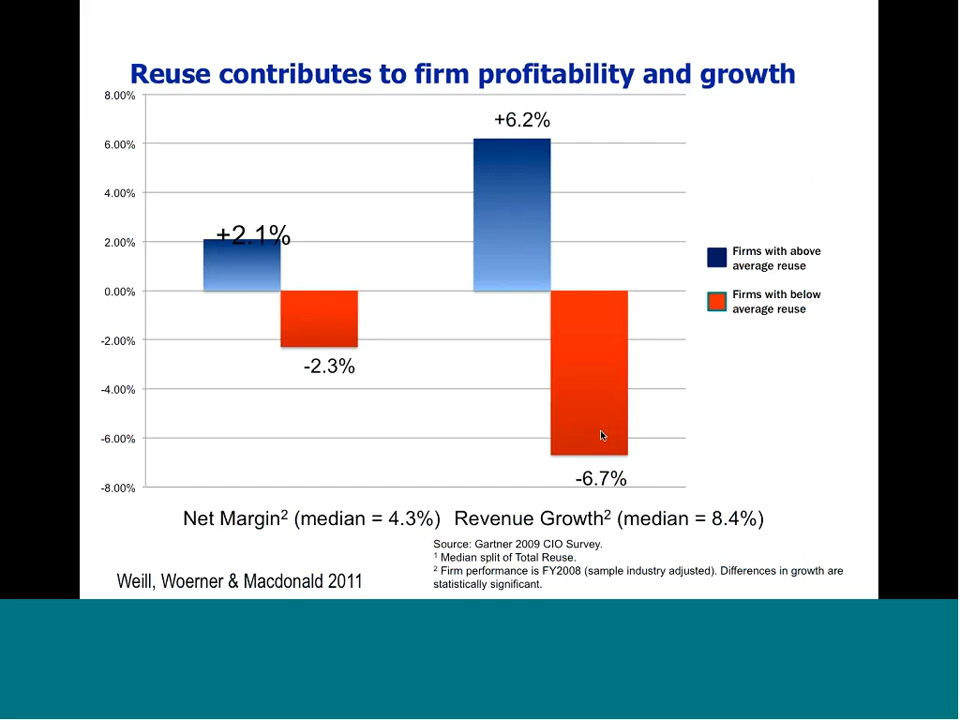 Reuse contributes to firm profitability and growth
8.00%
6.00%
4.00%
2.00%
0.00%
-2.00%
-4.00%
-6.00%
-8.00%
+2.1%
-2.3%
+6.2%
-6.7%
Firms with above
average reuse
Firms with below
average reuse
Net Margin² (median = 4.3%) Revenue Growth² (median = 8.4%)
Source: Gartner 2009 CIO Survey.
¹ Median split of Total Reuse.
² Firm performance is FY2008 (sample industry adjusted). Differences in growth are
statistically significant.
Weill, Woerner & Macdonald 2011